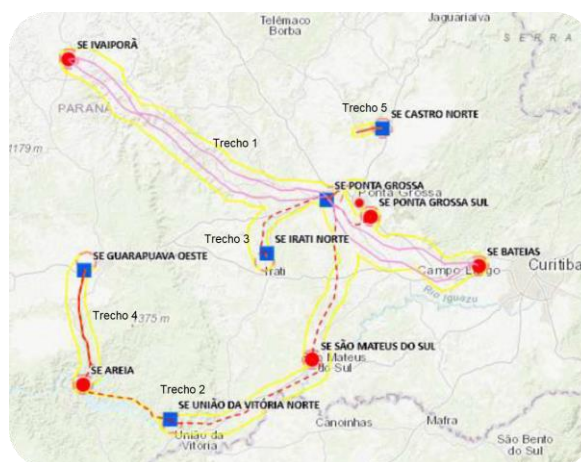 Telêmaco
Borba
Jaguariaíva
SERRA
SE IVAIPORÃ
PARANÁ
Trecho 5
SE CASTRO NORTE
Trecho 1
1179 m
SE PONTA GROSSA
Ponta Grossa
SE PONTA GROSSA SUL
Trecho 3
SE IRATI NORTE
SE GUARAPUAVA OESTE
Irati
SE BATEIAS
Campo Largo
Curitiba
Rio Iguazu
Trecho 4
1375 m
SE SÃO MATEUS DO SUL
Mateus
do Sul
SE AREIA
Trecho 2
SE UNIÃO DA VITÓRIA NORTE
União da
Vitória
Canoinhas
Mafra
São Bento
do Sul